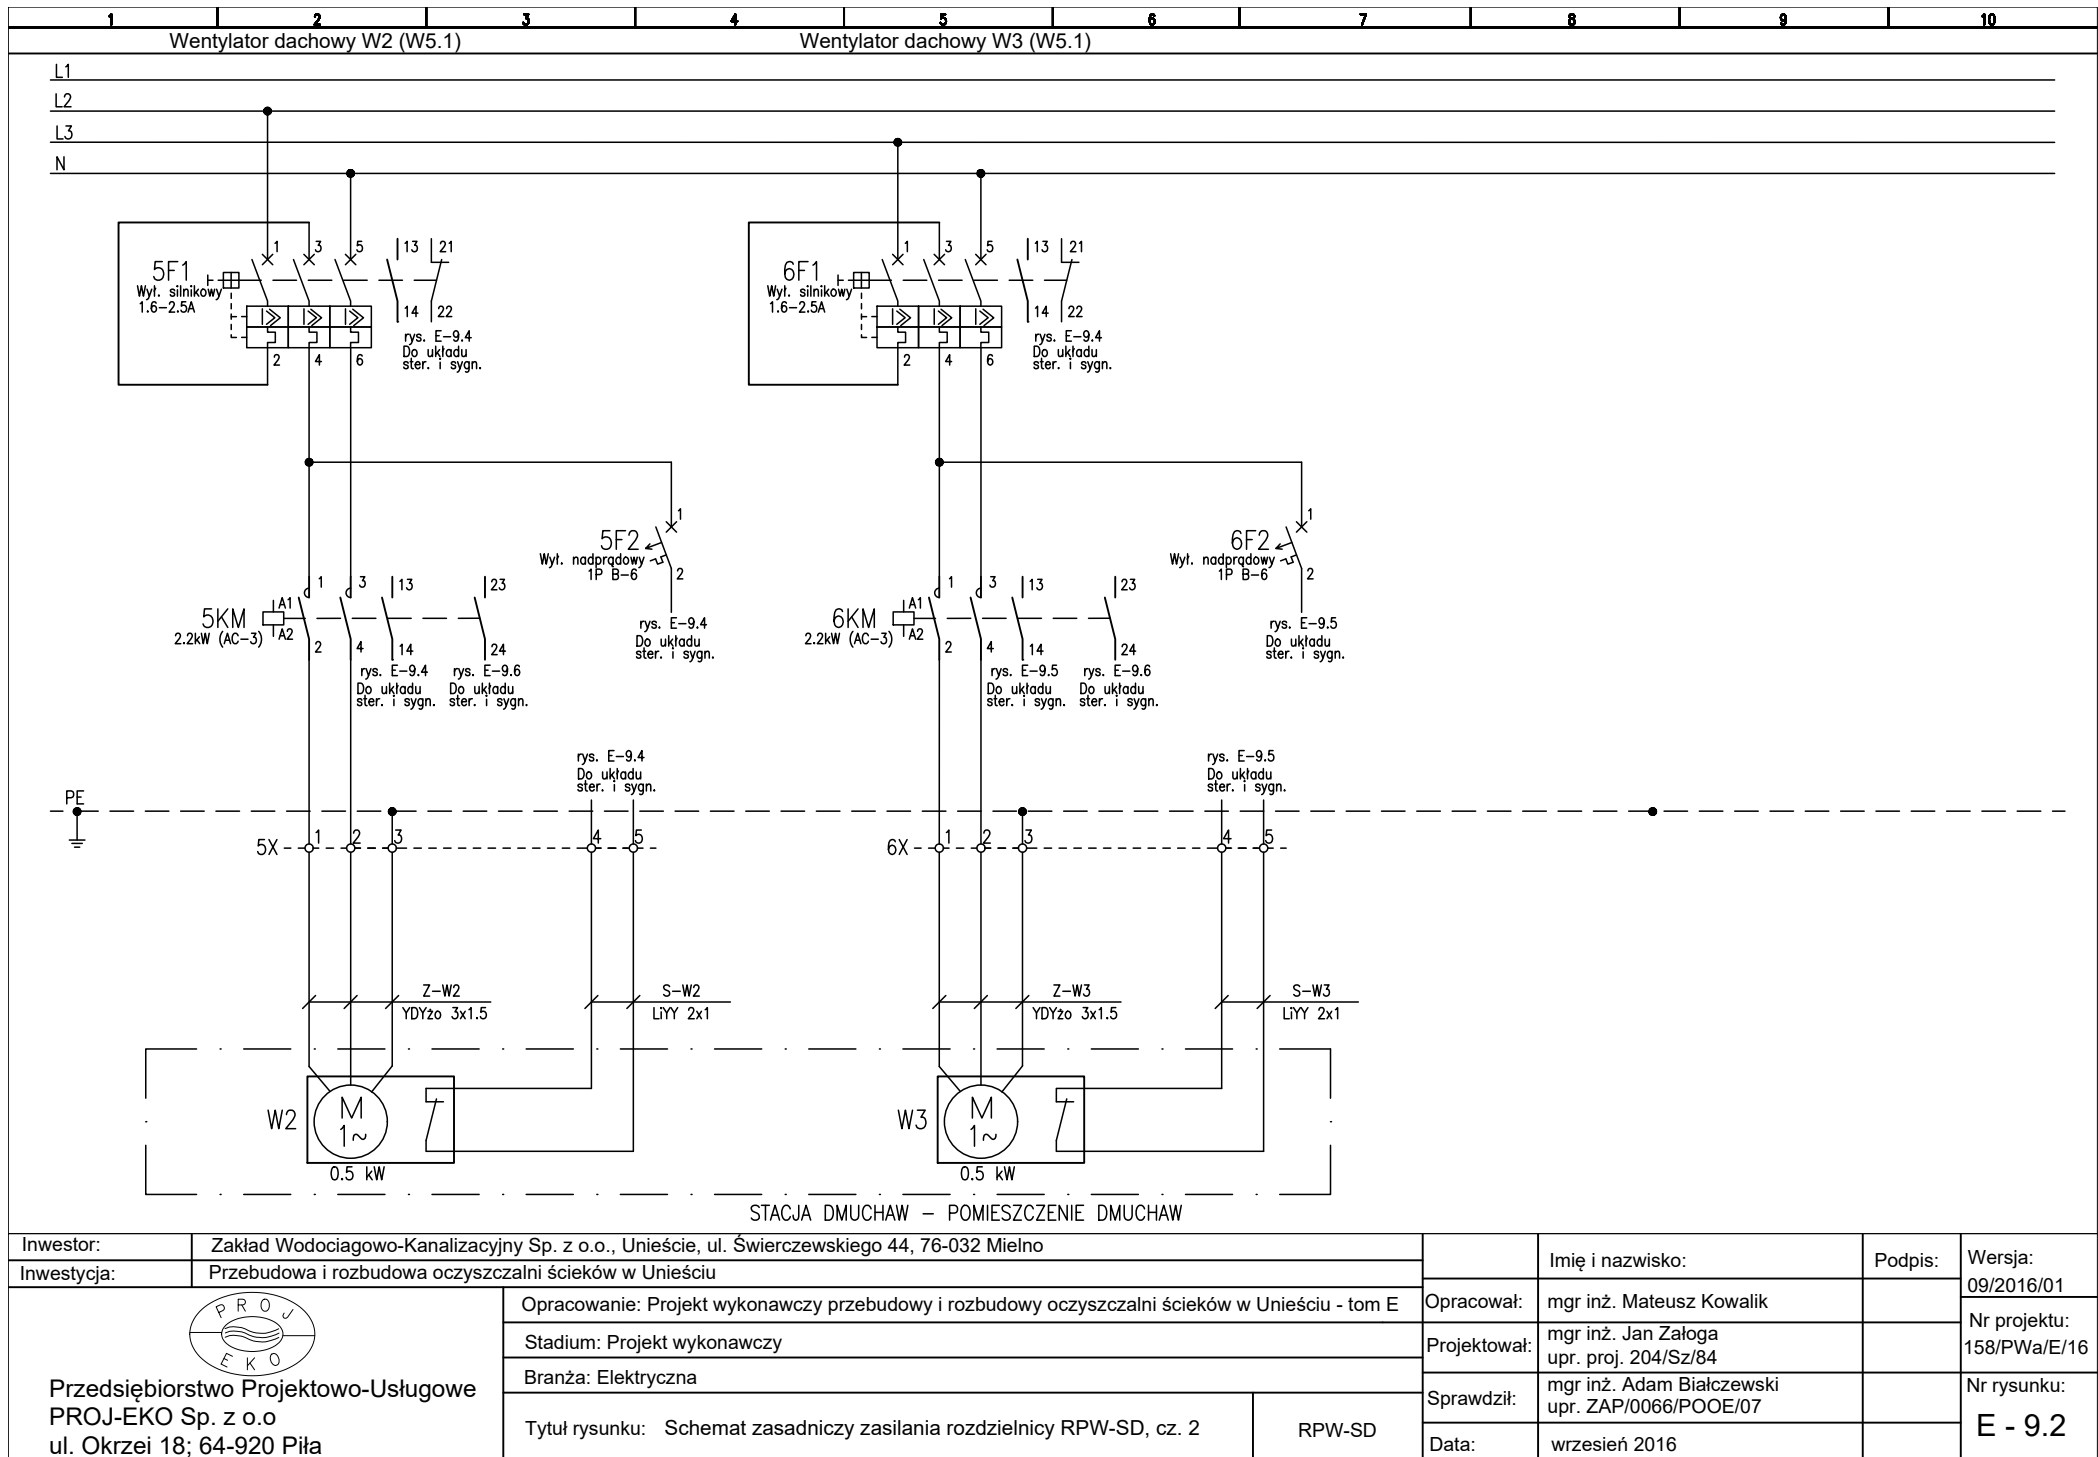 1 2 3 4 5 6 7 8 9 10
Wentylator dachowy W2 (W5.1) Wentylator dachowy W3 (W5.1)
L1
L2
L3
N
5F1
Wył. silnikowy
1.6-2.5A
1 3 5 13 21
2 4 6 14 22
rys. E-9.4
Do układu
ster. i sygn.
6F1
Wył. silnikowy
1.6-2.5A
1 3 5 13 21
2 4 6 14 22
rys. E-9.4
Do układu
ster. i sygn.
5F2
Wył. nadprądowy
1P B-6
1
2
rys. E-9.4
Do układu
ster. i sygn.
6F2
Wył. nadprądowy
1P B-6
1
2
rys. E-9.5
Do układu
ster. i sygn.
5KM
2.2kW (AC-3)
A1
A2
1 3 13 23
2 4 14 24
rys. E-9.4
Do układu
ster. i sygn.
rys. E-9.6
Do układu
ster. i sygn.
6KM
2.2kW (AC-3)
A1
A2
1 3 13 23
2 4 14 24
rys. E-9.5
Do układu
ster. i sygn.
rys. E-9.6
Do układu
ster. i sygn.
rys. E-9.4
Do układu
ster. i sygn.
rys. E-9.5
Do układu
ster. i sygn.
PE
5X 1 2 3 4 5
6X 1 2 3 4 5
Z-W2
YDYżo 3x1.5
S-W2
LiYY 2x1
Z-W3
YDYżo 3x1.5
S-W3
LiYY 2x1
W2
M
1~
0.5 kW
W3
M
1~
0.5 kW
STACJA DMUCHAW - POMIESZCZENIE DMUCHAW
Inwestor: Zakład Wodociagowo-Kanalizacyjny Sp. z o.o., Unieście, ul. Świerczewskiego 44, 76-032 Mielno
Inwestycja: Przebudowa i rozbudowa oczyszczalni ścieków w Unieściu
PROJ
EKO
Przedsiębiorstwo Projektowo-Usługowe
PROJ-EKO Sp. z o.o
ul. Okrzei 18; 64-920 Piła
Opracowanie: Projekt wykonawczy przebudowy i rozbudowy oczyszczalni ścieków w Unieściu - tom E
Stadium: Projekt wykonawczy
Branża: Elektryczna
Tytuł rysunku: Schemat zasadniczy zasilania rozdzielnicy RPW-SD, cz. 2
RPW-SD
Imię i nazwisko: Podpis:
Opracował: mgr inż. Mateusz Kowalik
Projektował: mgr inż. Jan Załoga
upr. proj. 204/Sz/84
Sprawdził: mgr inż. Adam Białczewski
upr. ZAP/0066/POOE/07
Data: wrzesień 2016
Wersja:
09/2016/01
Nr projektu:
158/PWa/E/16
Nr rysunku:
E - 9.2